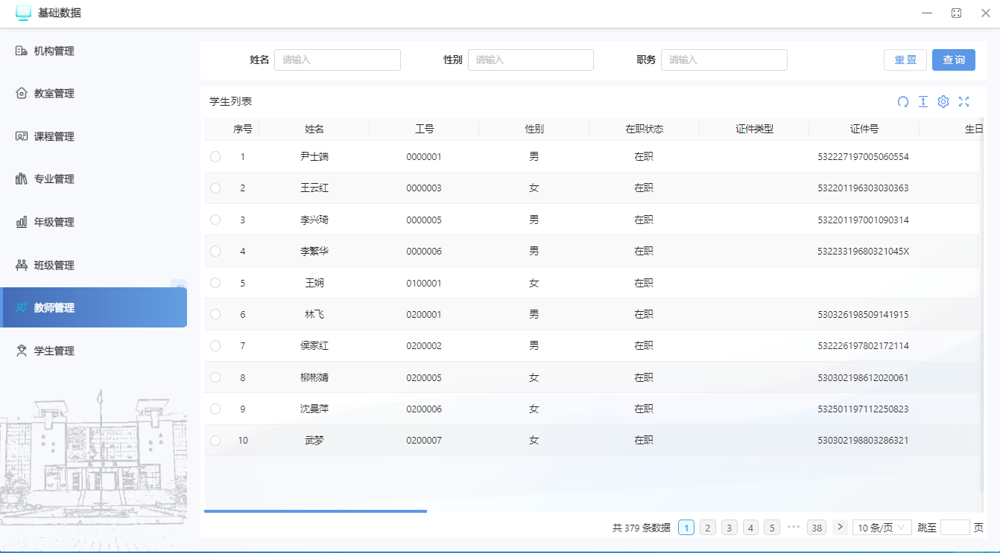 基础数据
机构管理
教室管理
课程管理
专业管理
年级管理
班级管理
教师管理
学生管理
姓名 请输入 性别 请输入 职务 请输入 重置 查询
学生列表
序号 姓名 工号 性别 在职状态 证件类型 证件号 生日
1 尹士端 0000001 男 在职 532227197005060554
2 王云红 0000003 女 在职 532201196303030363
3 李兴琦 0000005 男 在职 532201197001090314
4 李繁华 0000006 男 在职 53223319680321045X
5 王娴 0100001 女 在职
6 林飞 0200001 男 在职 530326198509141915
7 侯家红 0200002 男 在职 532226197802172114
8 柳彬婧 0200005 女 在职 530302198612020061
9 沈曼萍 0200006 女 在职 532501197112250823
10 武梦 0200007 女 在职 530302198803286321
共 379 条数据 1 2 3 4 5 ••• 38 > 10 条/页 跳至 页